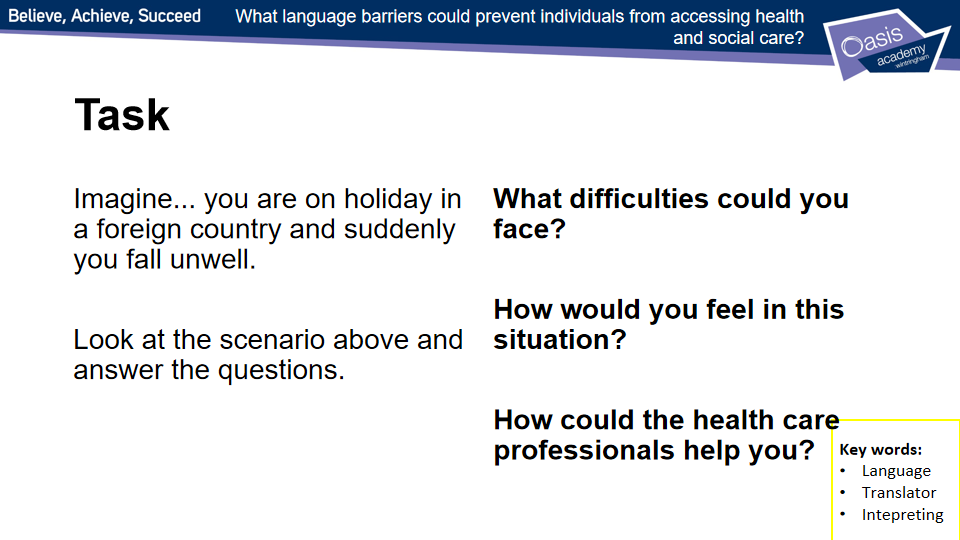 Believe, Achieve, Succeed
What language barriers could prevent individuals from accessing health
and social care?
Oasis
academy
wintringham
Task
Imagine... you are on holiday in
a foreign country and suddenly
you fall unwell.
Look at the scenario above and
answer the questions.
What difficulties could you
face?
How would you feel in this
situation?
How could the health care
professionals help you?
Key words:
• Language
• Translator
• Intepreting